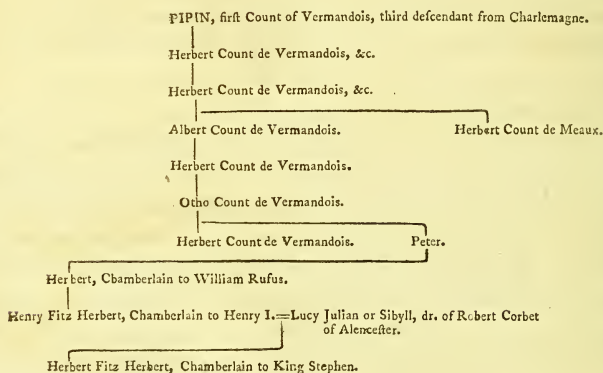 PIPIN, firſt Count of Vermandois, third deſcendant from Charlemagne.
Herbert Count de Vermandois, &c.
Herbert Count de Vermandois, &c.
Albert Count de Vermandois. Herbert Count de Meaux.
Herbert Count de Vermandois.
Otho Count de Vermandois.
Herbert Count de Vermandois. Peter.
Herbert, Chamberlain to William Rufus.
Henry Fitz Herbert, Chamberlain to Henry I.=Lucy Julian or Sibyll, dr. of Robert Corbet
of Alenceſter.
Herbert Fitz Herbert, Chamberlain to King Stephen.